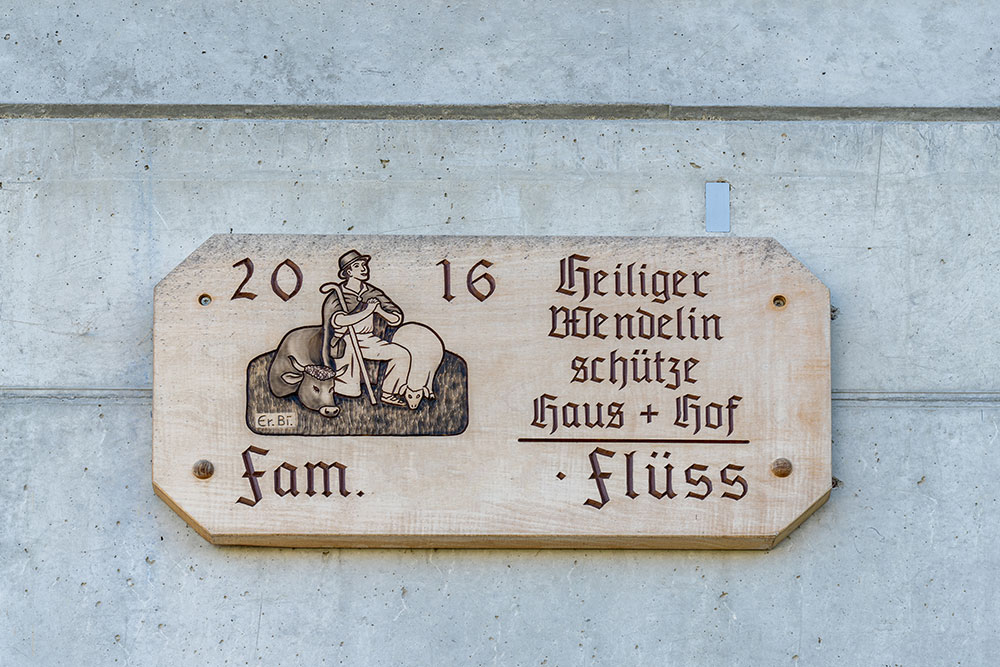 20 16
Heiliger
Wendelin
schütze
Haus + Hof
Er. Bi.
Fam. · Flüss